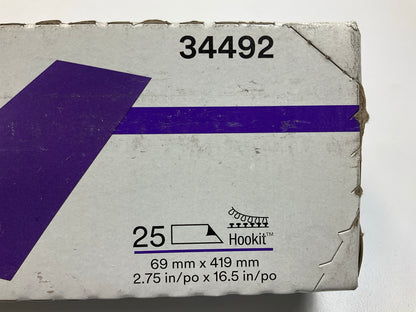 34492
25 Hookit™
69 mm x 419 mm
2.75 in/po x 16.5 in/po